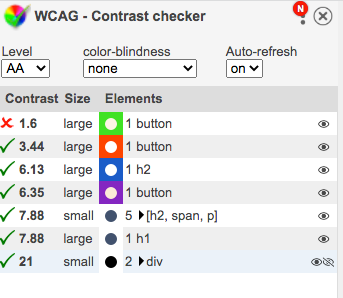 WCAG - Contrast checker
N
Level color-blindness Auto-refresh
AA none on
Contrast Size Elements
1.6 large 1 button
3.44 large 1 button
6.13 large 1 h2
6.35 large 1 button
7.88 small 5 [h2, span, p]
7.88 large 1 h1
21 small 2 div